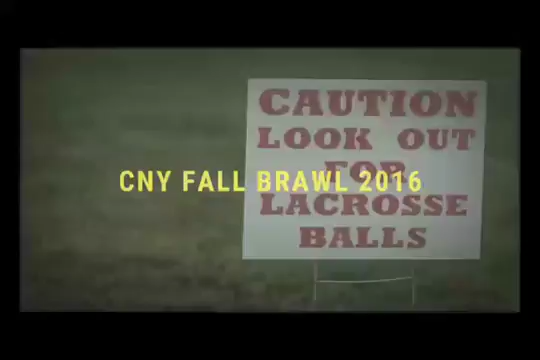 CAUTION
LOOK OUT
FOR
CNY FALL BRAWL 2016
LACROSSE
BALLS